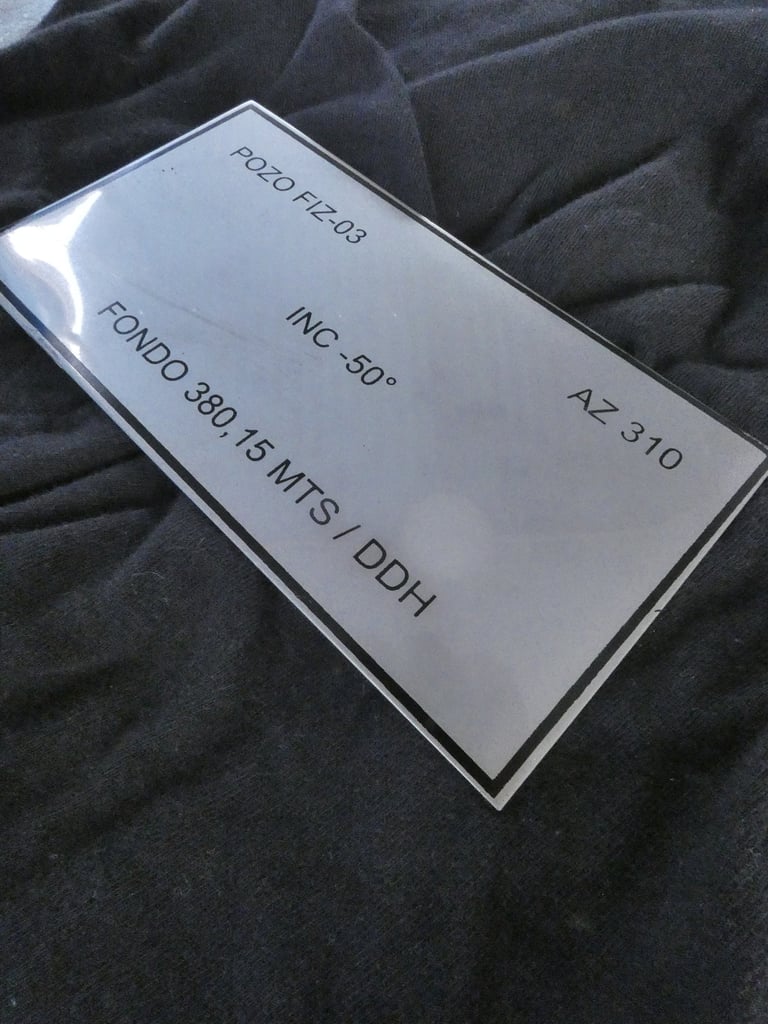 POZO FIZ-03
INC -50° AZ 310
FONDO 380,15 MTS / DDH